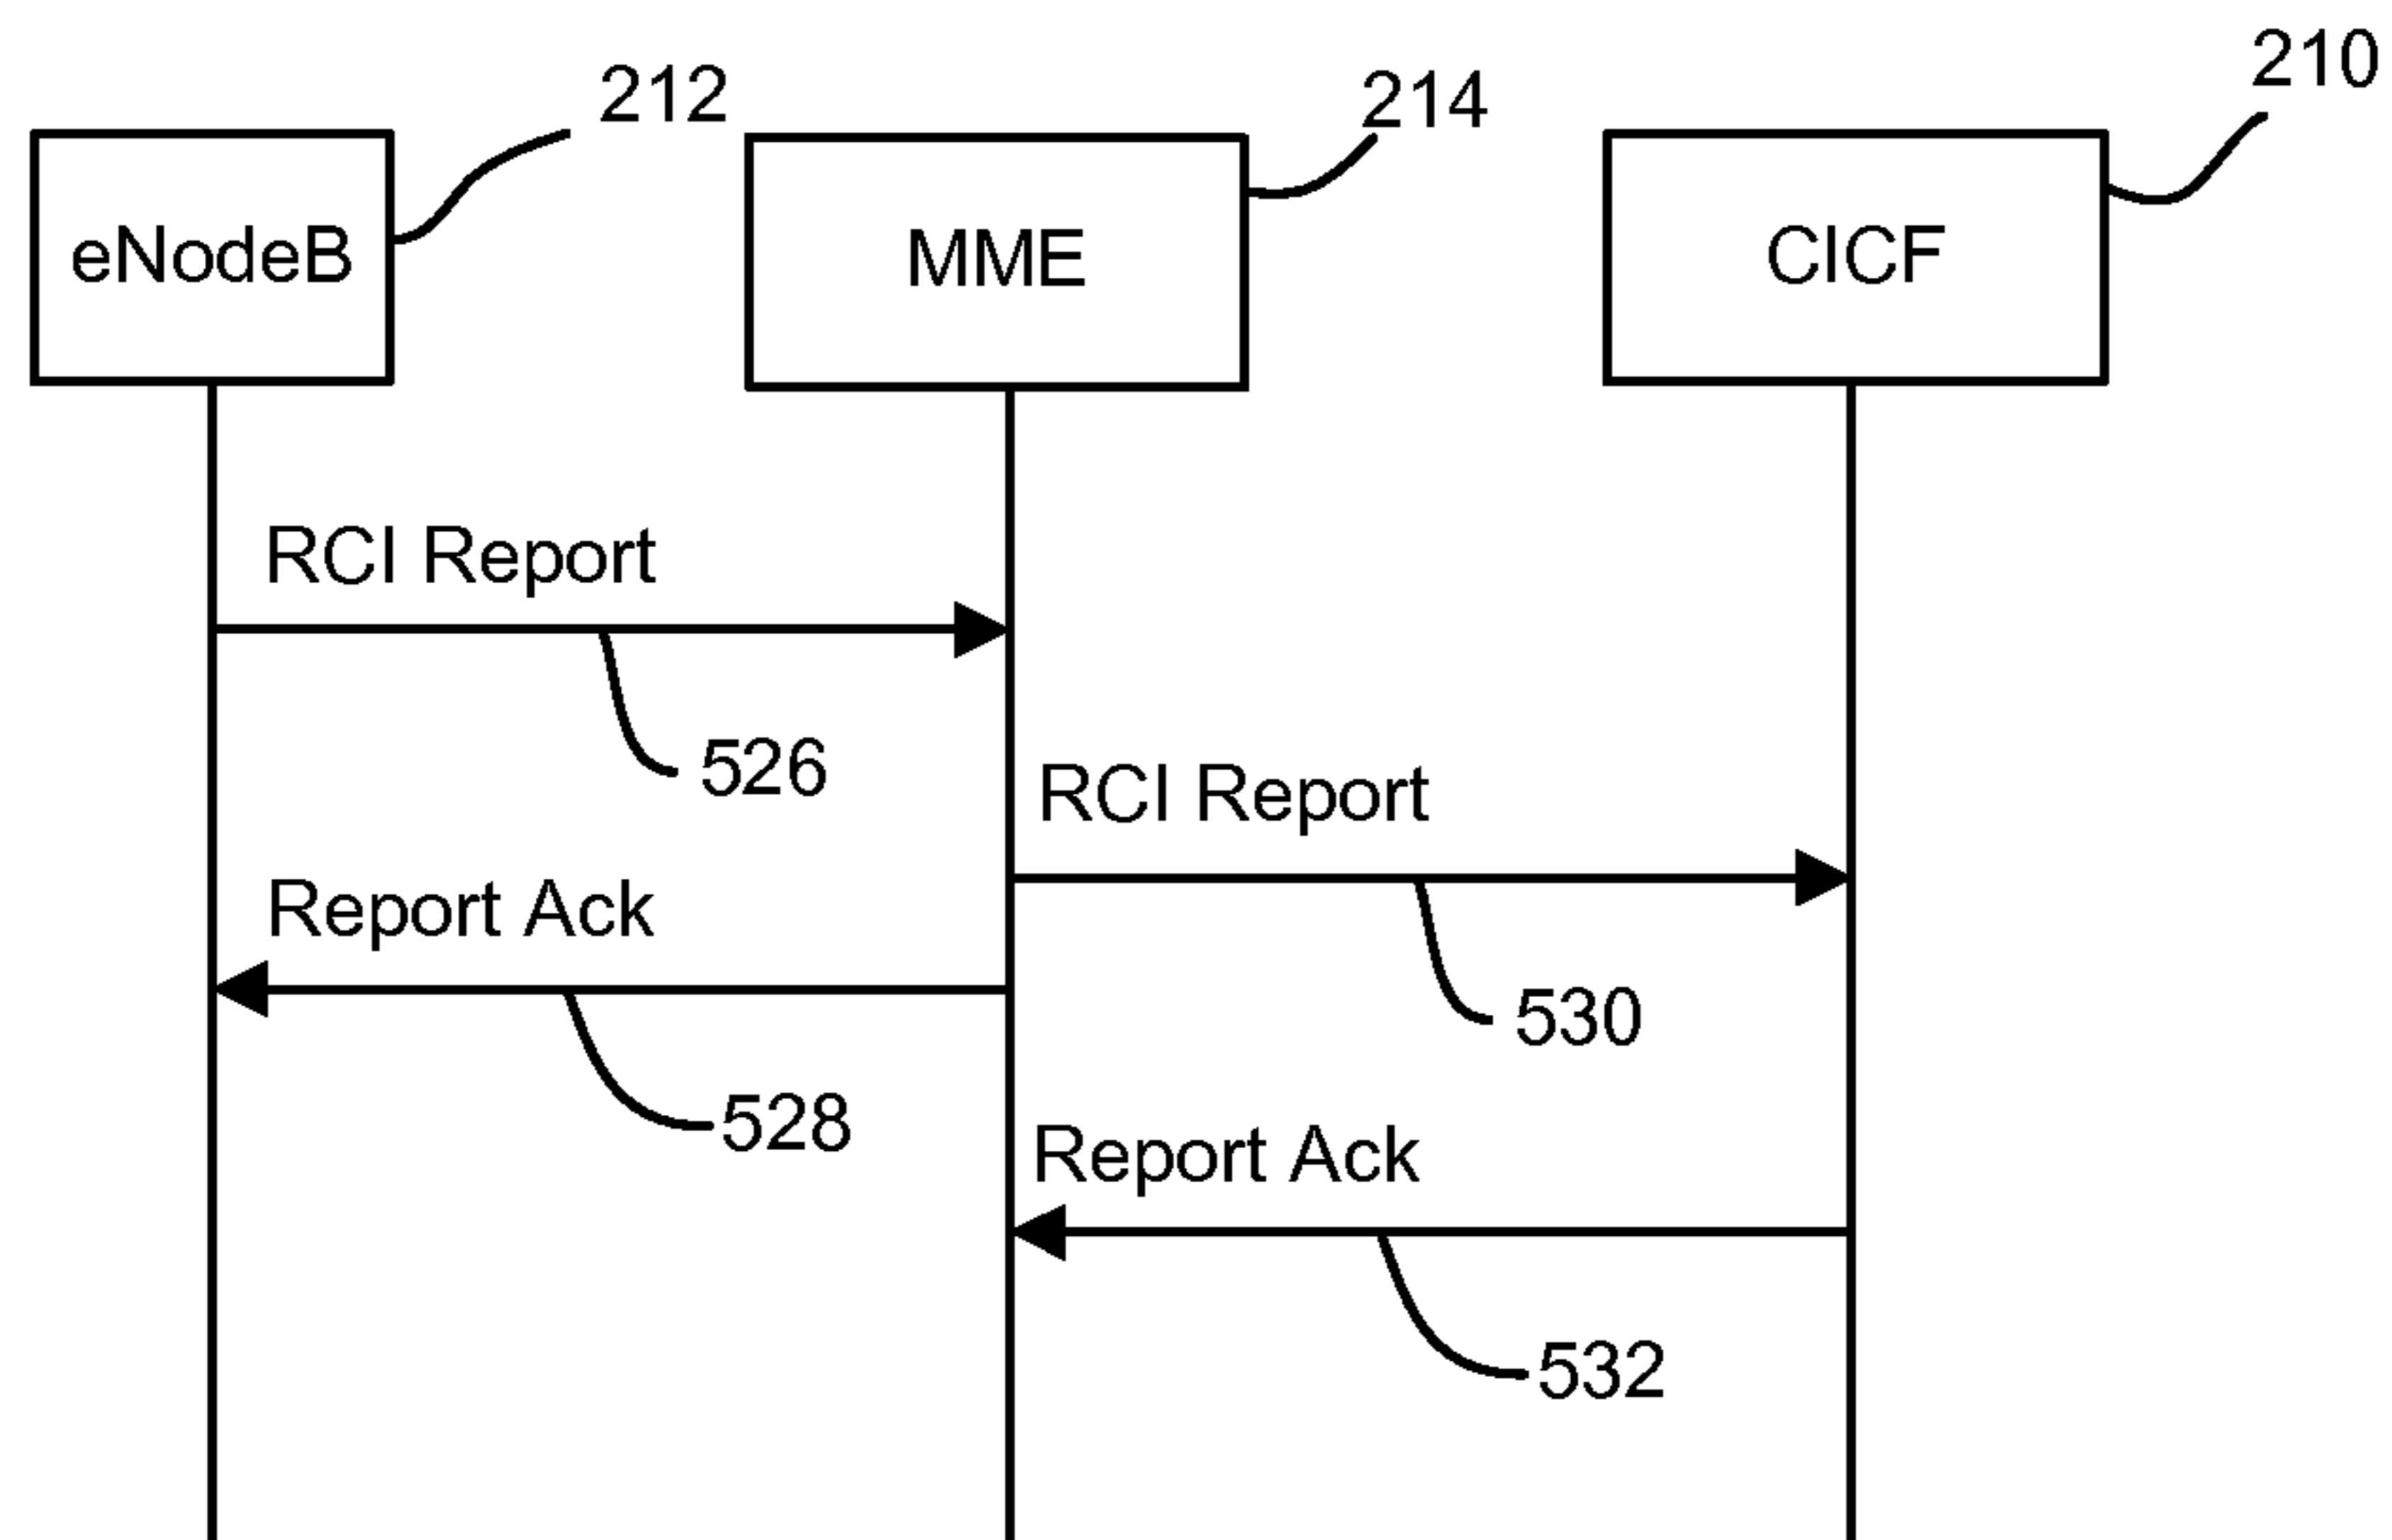 212
214
210
eNodeB
MME
CICF
RCI Report
526
RCI Report
Report Ack
530
528
Report Ack
532